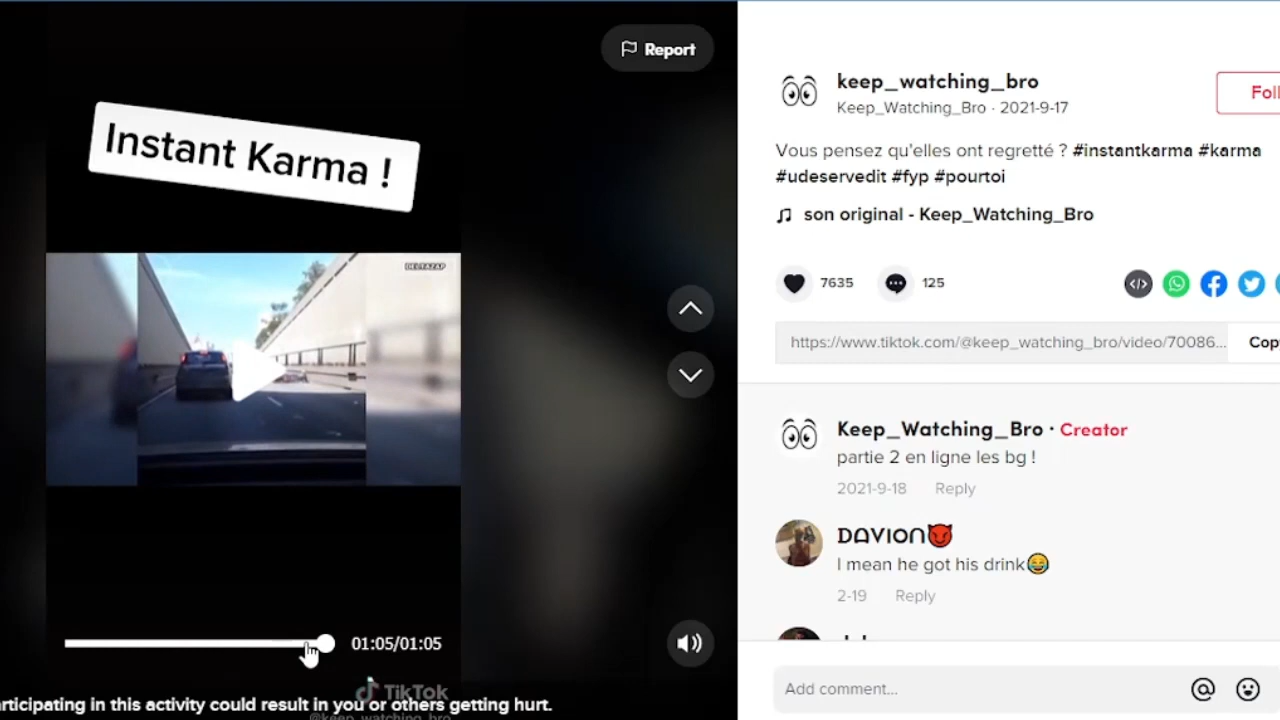 Report
Instant Karma !
DELTAZAP
01:05/01:05
TikTok
@keep_watching_bro
articipating in this activity could result in you or others getting hurt.
keep_watching_bro
Keep_Watching_Bro · 2021-9-17
Foll
Vous pensez qu'elles ont regretté ? #instantkarma #karma
#udeservedit #fyp #pourtoi
son original - Keep_Watching_Bro
7635
125
https://www.tiktok.com/@keep_watching_bro/video/70086...
Cop
Keep_Watching_Bro · Creator
partie 2 en ligne les bg !
2021-9-18 Reply
DAVION😈
I mean he got his drink😂
2-19 Reply
Add comment...